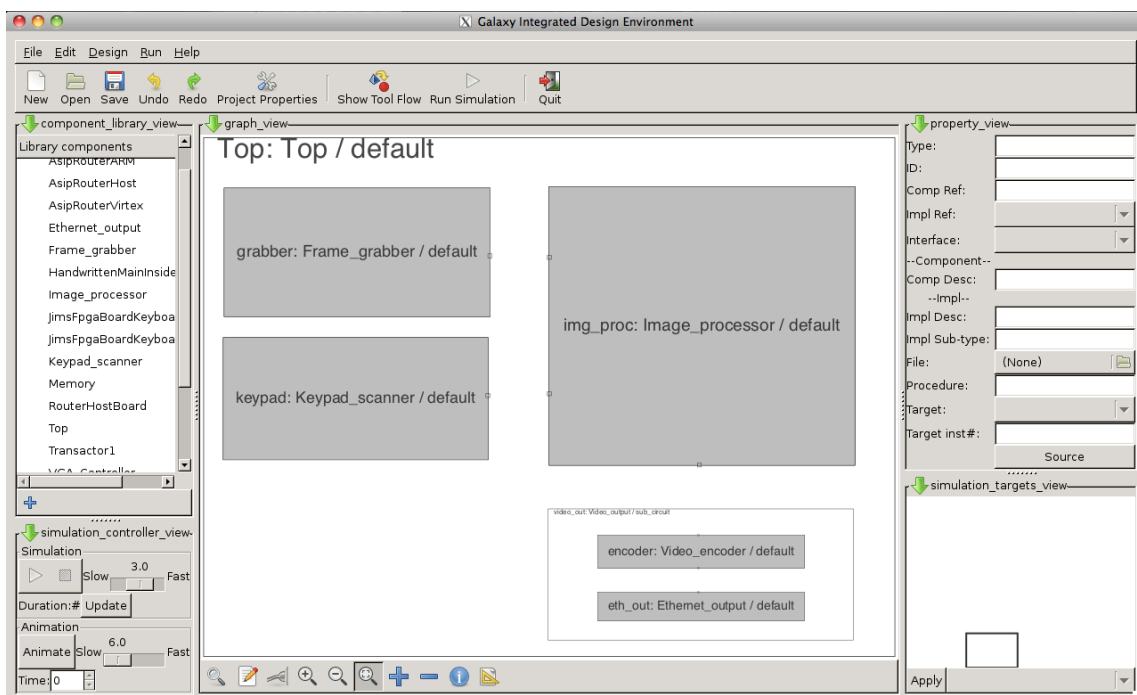 Galaxy Integrated Design Environment
File Edit Design Run Help
New Open Save Undo Redo Project Properties Show Tool Flow Run Simulation Quit
component_library_view
Library components
AsipRouterARM
AsipRouterHost
AsipRouterVirtex
Ethernet_output
Frame_grabber
HandwrittenMainInside
Image_processor
JimsFpgaBoardKeyboa
JimsFpgaBoardKeyboa
Keypad_scanner
Memory
RouterHostBoard
Top
Transactor1
VGA_Controller
simulation_controller_view
Simulation
Slow 3.0 Fast
Duration:# Update
Animation
Animate Slow 6.0 Fast
Time: 0
graph_view
Top: Top / default
grabber: Frame_grabber / default
keypad: Keypad_scanner / default
img_proc: Image_processor / default
video_out: Video_output / sub_circuit
encoder: Video_encoder / default
eth_out: Ethernet_output / default
property_view
Type:
ID:
Comp Ref:
Impl Ref:
Interface:
--Component--
Comp Desc:
--Impl--
Impl Desc:
Impl Sub-type:
File: (None)
Procedure:
Target:
Target inst#:
Source
simulation_targets_view
Apply